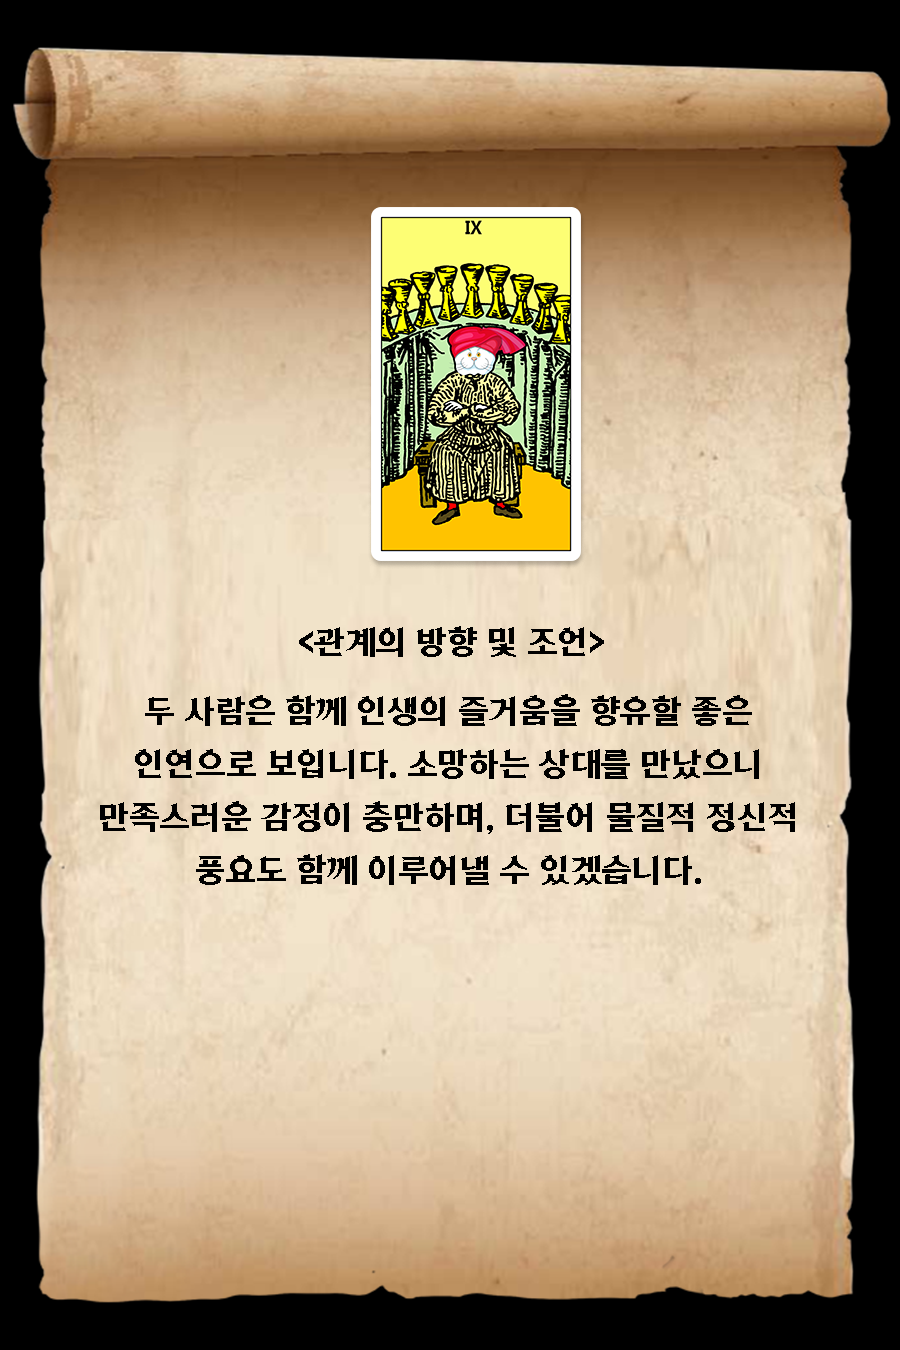 IX
<관계의 방향 및 조언>
두 사람은 함께 인생의 즐거움을 향유할 좋은
인연으로 보입니다. 소망하는 상대를 만났으니
만족스러운 감정이 충만하며, 더불어 물질적 정신적
풍요도 함께 이루어낼 수 있겠습니다.